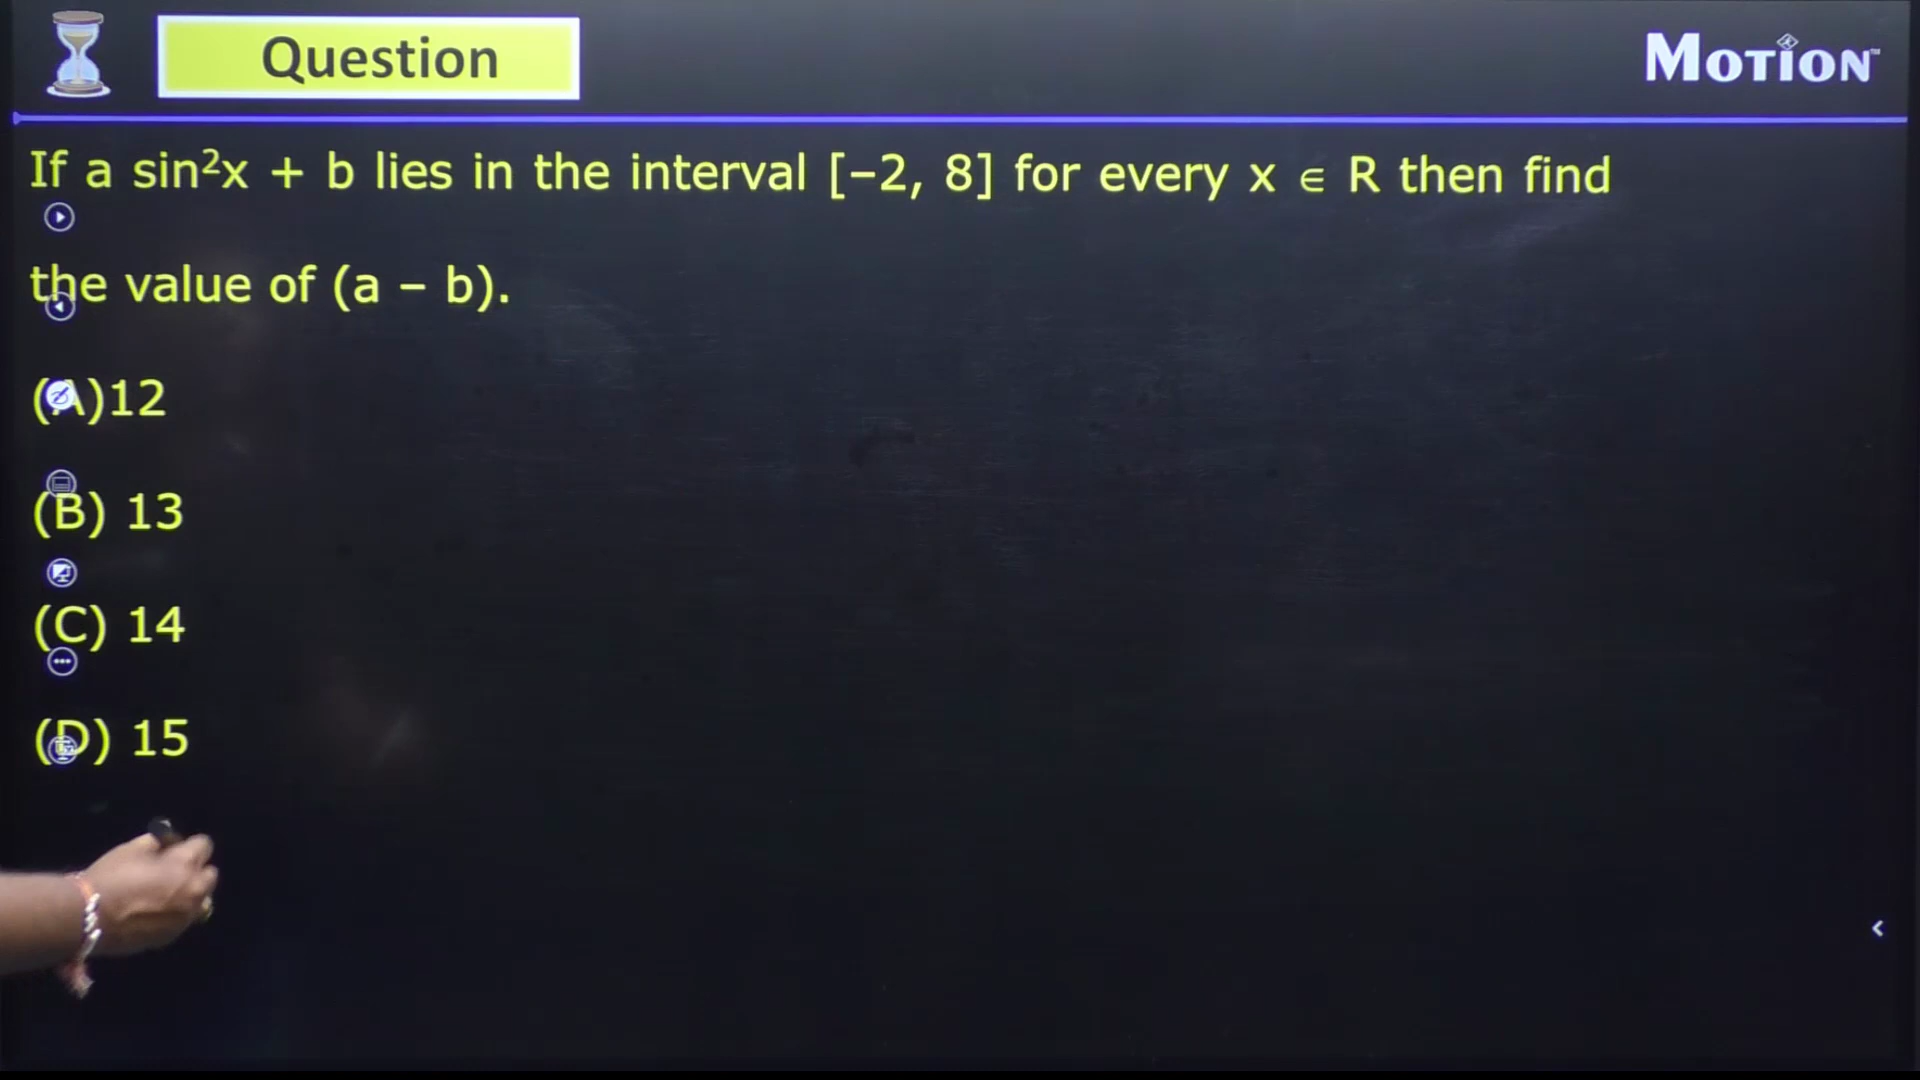 Question
MOTION™
If a sin²x + b lies in the interval [–2, 8] for every x ∈ R then find
the value of (a – b).
(A)12
(B) 13
(C) 14
(D) 15